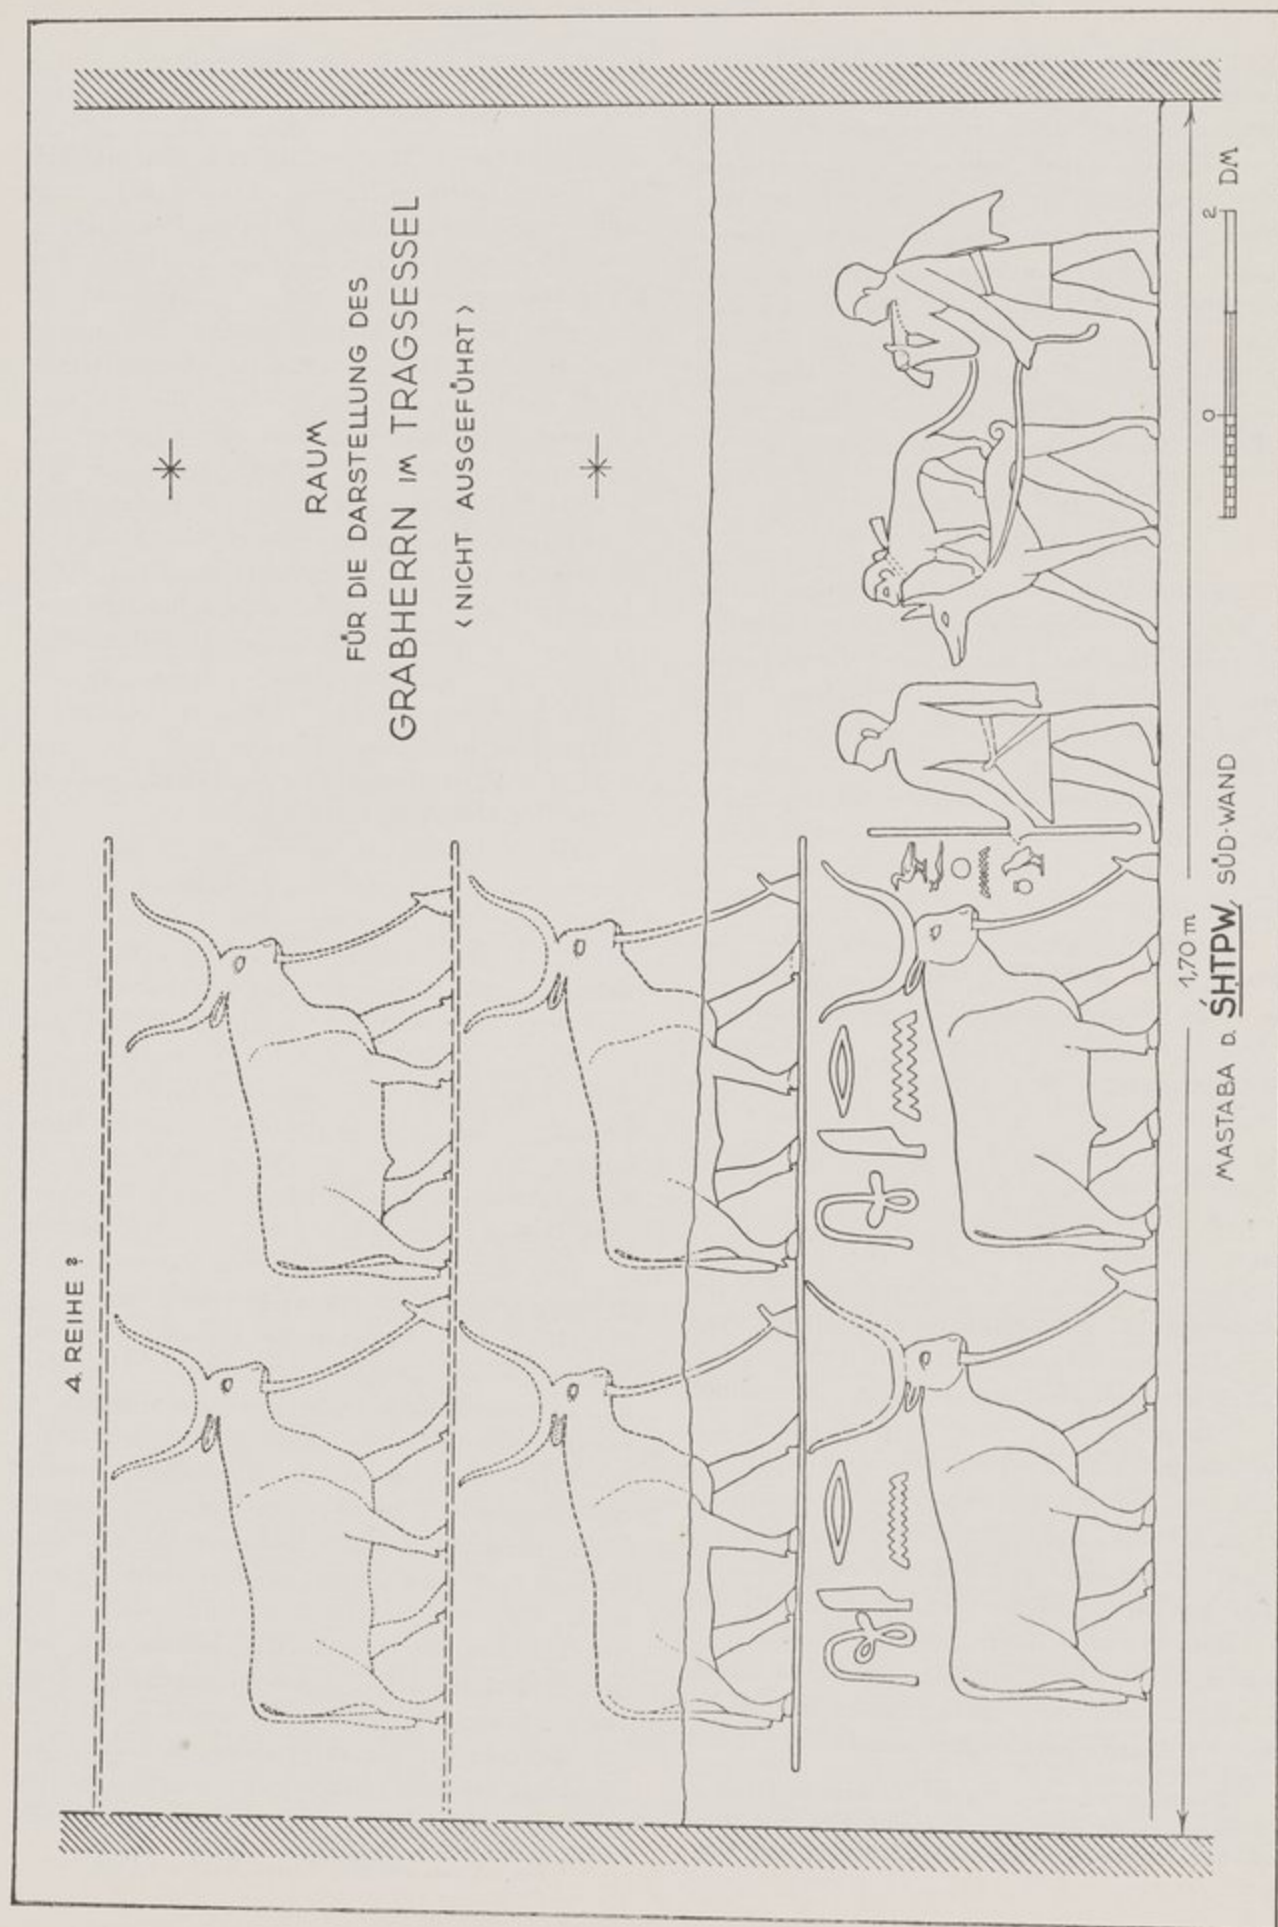 4. REIHE ?
RAUM
FÜR DIE DARSTELLUNG DES
GRABHERRN IM TRAGSESSEL
<NICHT AUSGEFÜHRT>
1,70 m
MASTABA D. ŚḤTPW, SÜD-WAND
0 2 DM